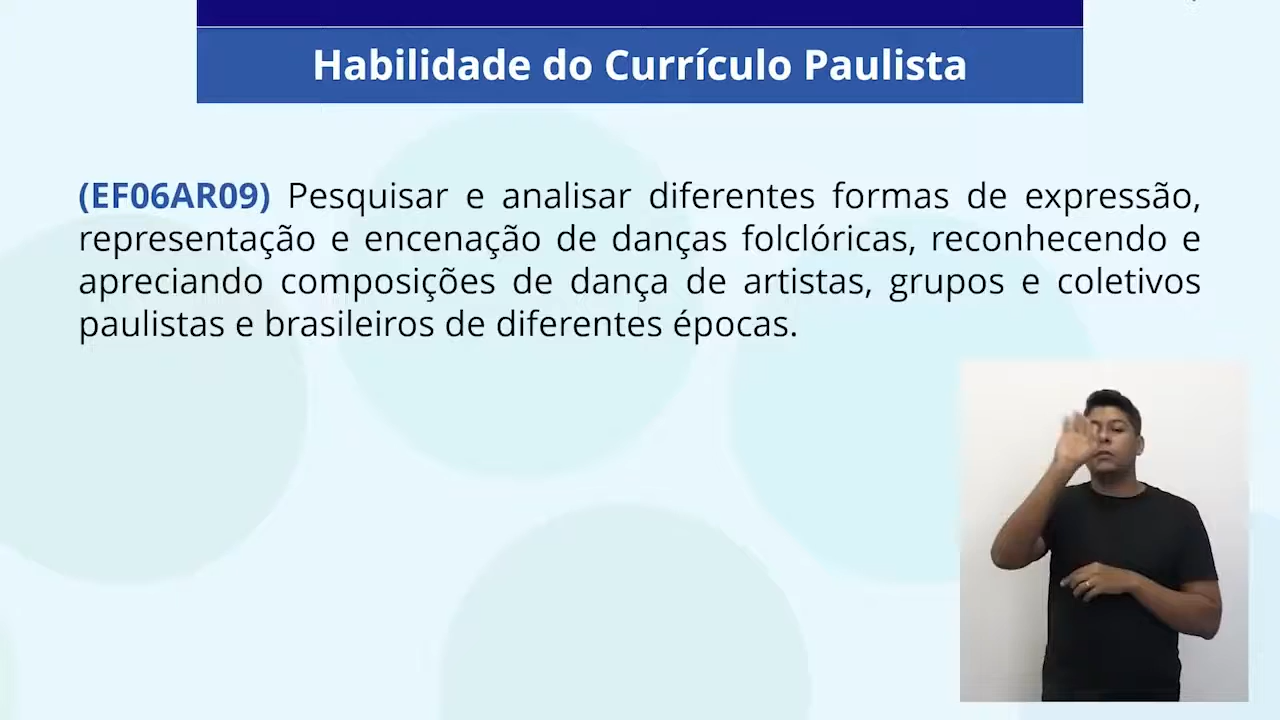 Habilidade do Currículo Paulista
(EF06AR09) Pesquisar e analisar diferentes formas de expressão,
representação e encenação de danças folclóricas, reconhecendo e
apreciando composições de dança de artistas, grupos e coletivos
paulistas e brasileiros de diferentes épocas.